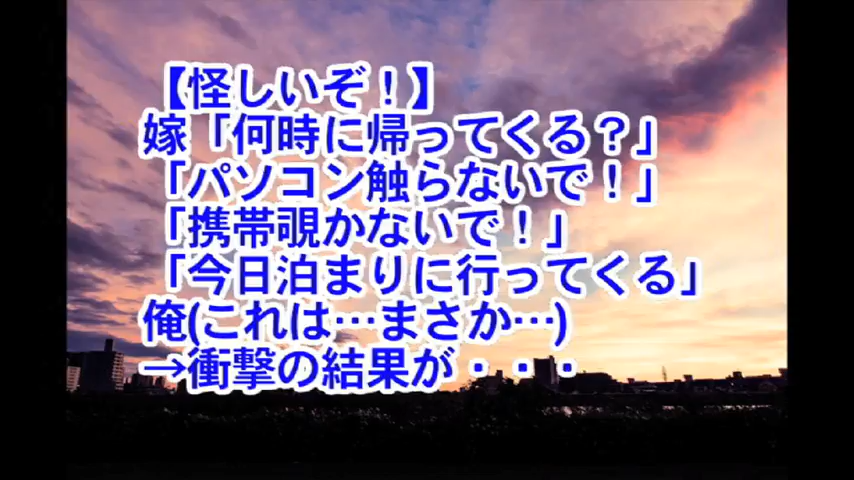 【怪しいぞ！】
嫁「何時に帰ってくる？」
「パソコン触らないで！」
「携帯覗かないで！」
「今日泊まりに行ってくる」
俺(これは…まさか…)
→衝撃の結果が・・・